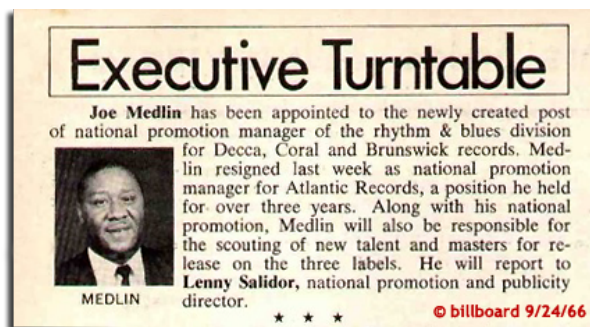 Executive Turntable
Joe Medlin has been appointed to the newly created post
of national promotion manager of the rhythm & blues division
for Decca, Coral and Brunswick records. Med-
lin resigned last week as national promotion
manager for Atlantic Records, a position he held
for over three years. Along with his national
promotion, Medlin will also be responsible for
the scouting of new talent and masters for re-
lease on the three labels. He will report to
Lenny Salidor, national promotion and publicity
director.
MEDLIN
★ ★ ★
© billboard 9/24/66